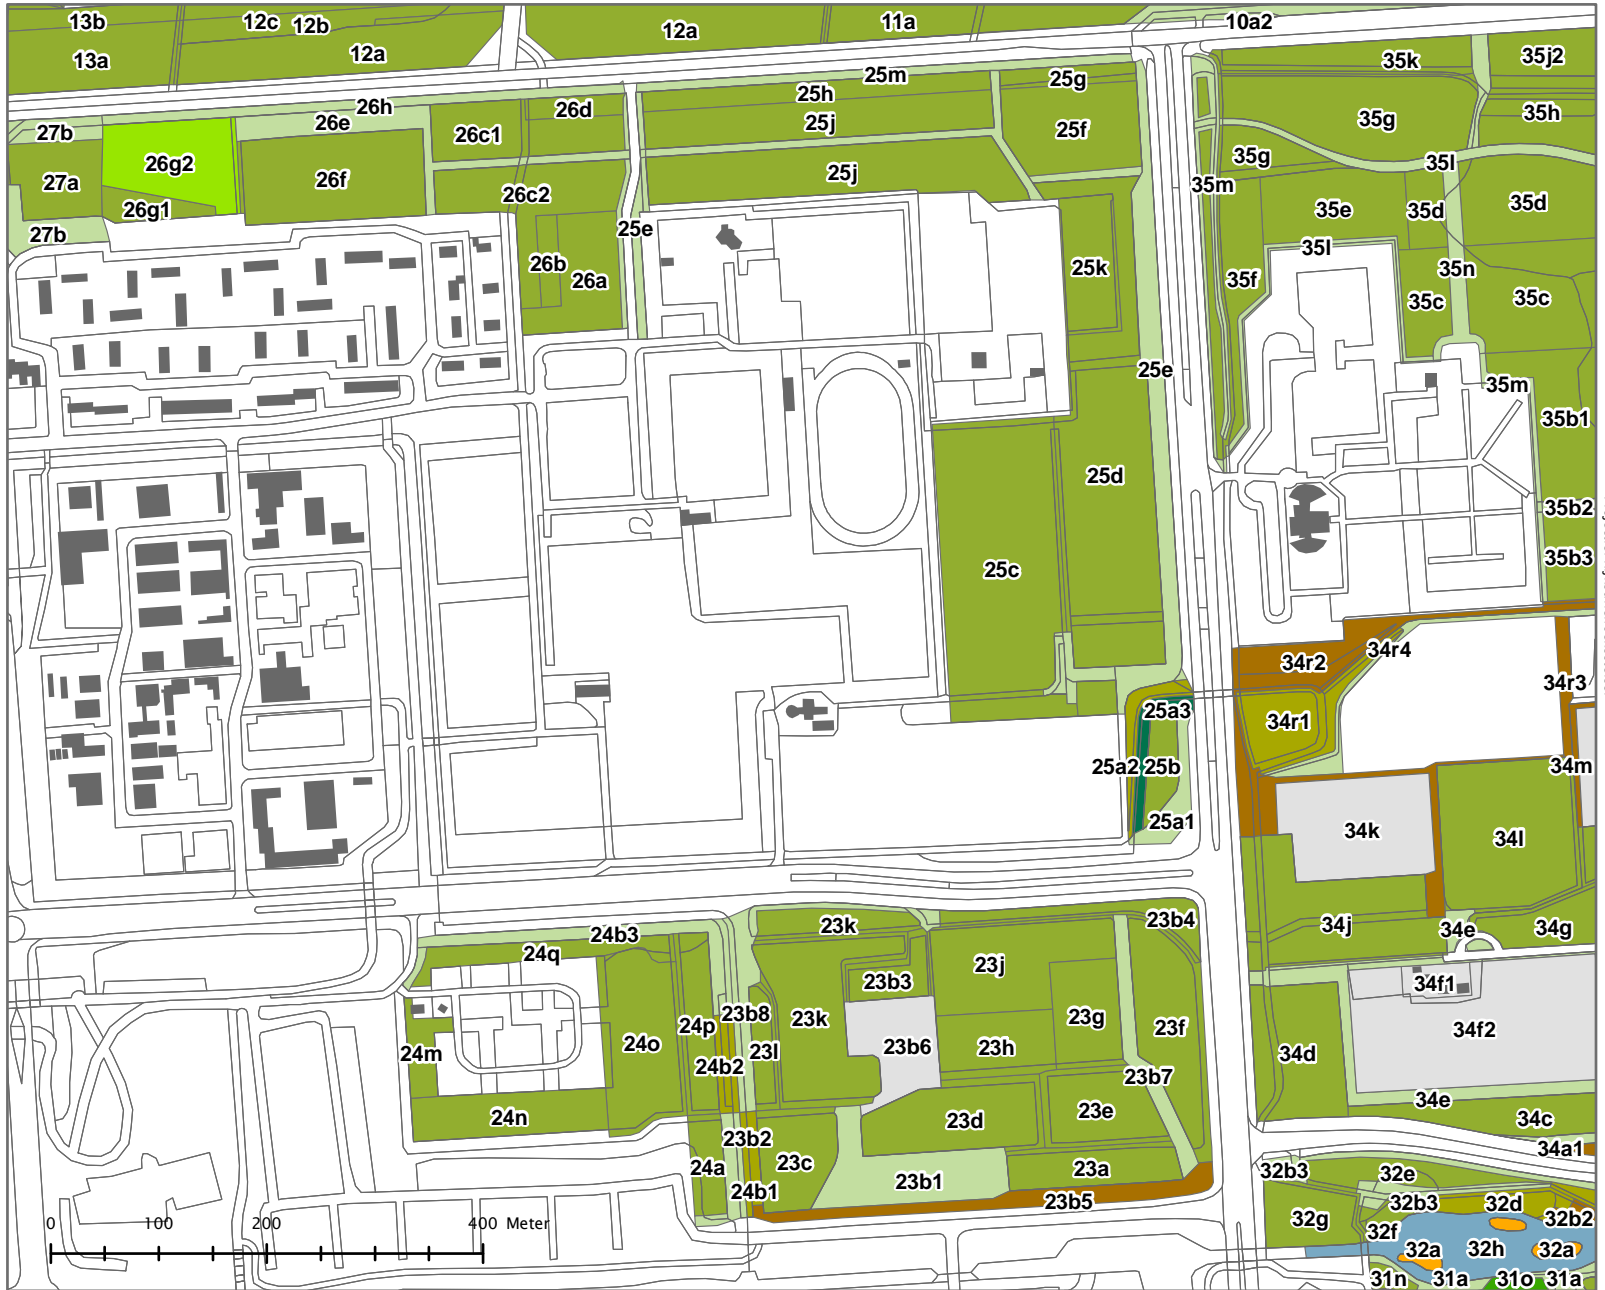 13b 12c 12b 12a 11a 10a2
13a 12a 35k 35j2
25m 25g
26h 25h 35h
27b 26e 26c1 26d 25j 25f 35g
26g2 35g 35l
27a 26f 25j 35m
26g1 26c2 35e 35d 35d
27b 25e 35l
26b 26a 25k 35f 35n
35c 35c
25e 35m
35b1
25d
35b2
25c 35b3
34r2 34r4
34r3
25a3 34r1
25a2 25b 34m
25a1 34k 34l
23k 23b4 34j 34e 34g
24b3
24q 23j
23b3 34f1
24p 23b8 23k 23g 23f 34f2
24m 24o 23l 23b6 23h 34d
24b2 23b7
34e
24n 23d 23e 34c
23b2 34a1
24a 23c 23a 32b3 32e
24b1 23b1 23b5 32b3 32d
0 100 200 400 Meter 32g 32f 32b2
32a 32h 32a
31n 31a 31o 31a